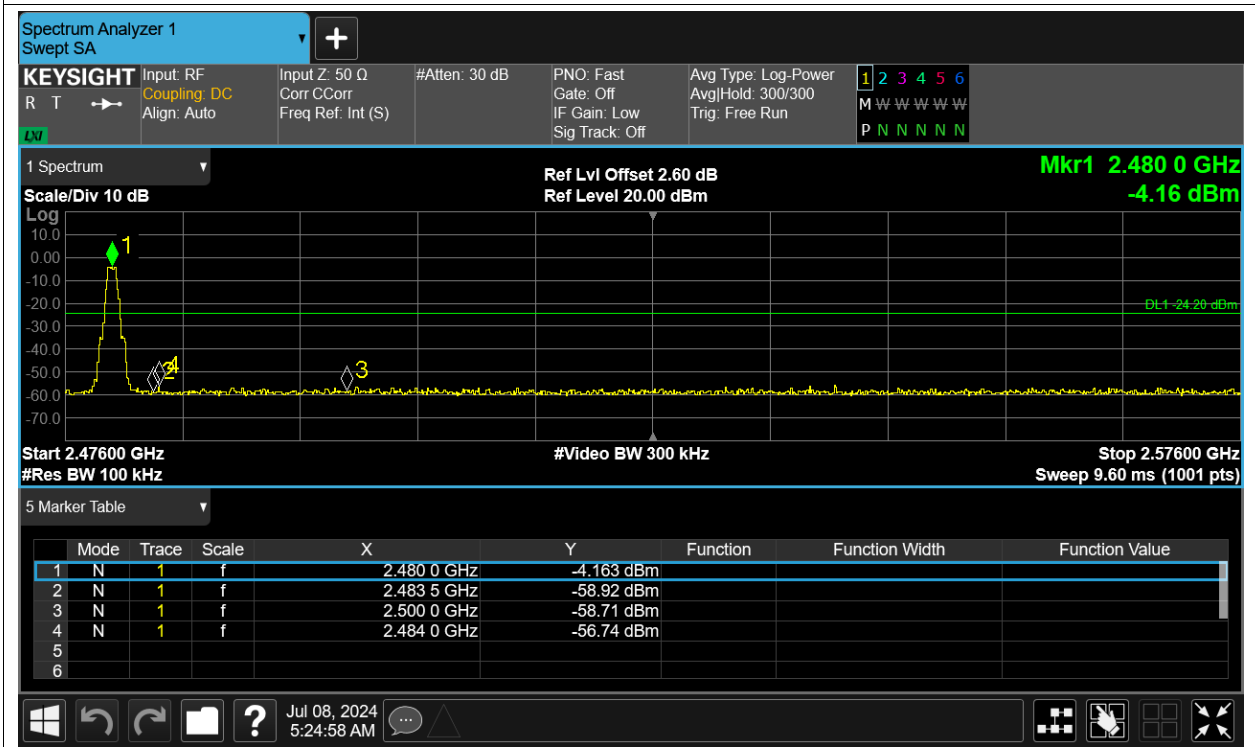 Spectrum Analyzer 1
Swept SA
+
KEYSIGHT Input: RF Input Z: 50 Ω #Atten: 30 dB PNO: Fast Avg Type: Log-Power 1 2 3 4 5 6
R T Coupling: DC Corr CCorr Gate: Off Avg|Hold: 300/300 M W W W W W
Align: Auto Freq Ref: Int (S) IF Gain: Low Trig: Free Run
LXI Sig Track: Off P N N N N N
1 Spectrum Ref Lvl Offset 2.60 dB Mkr1 2.480 0 GHz
Scale/Div 10 dB Ref Level 20.00 dBm -4.16 dBm
Log
10.0
1
0.00
-10.0
-20.0
DL1 -24.20 dBm
-30.0
-40.0
2 4 3
-50.0
-60.0
-70.0
Start 2.47600 GHz #Video BW 300 kHz Stop 2.57600 GHz
#Res BW 100 kHz Sweep 9.60 ms (1001 pts)
5 Marker Table
Mode Trace Scale X Y Function Function Width Function Value
1 N 1 f 2.480 0 GHz -4.163 dBm
2 N 1 f 2.483 5 GHz -58.92 dBm
3 N 1 f 2.500 0 GHz -58.71 dBm
4 N 1 f 2.484 0 GHz -56.74 dBm
5
6
? Jul 08, 2024
5:24:58 AM